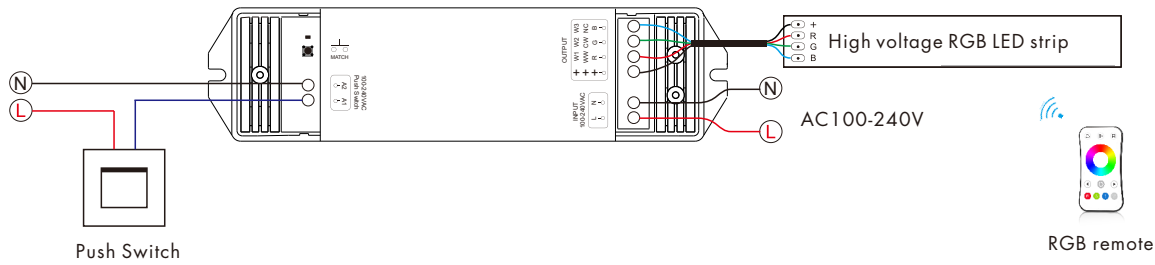 N
L
Push Switch
MATCH
100-240VAC
Push Switch
A2
A1
OUTPUT
W3 NC B
W2 CW G
W1 WW R
+ + +
INPUT
100-240VAC
N
L
N
L
AC100-240V
+
R
G
B
High voltage RGB LED strip
RGB remote